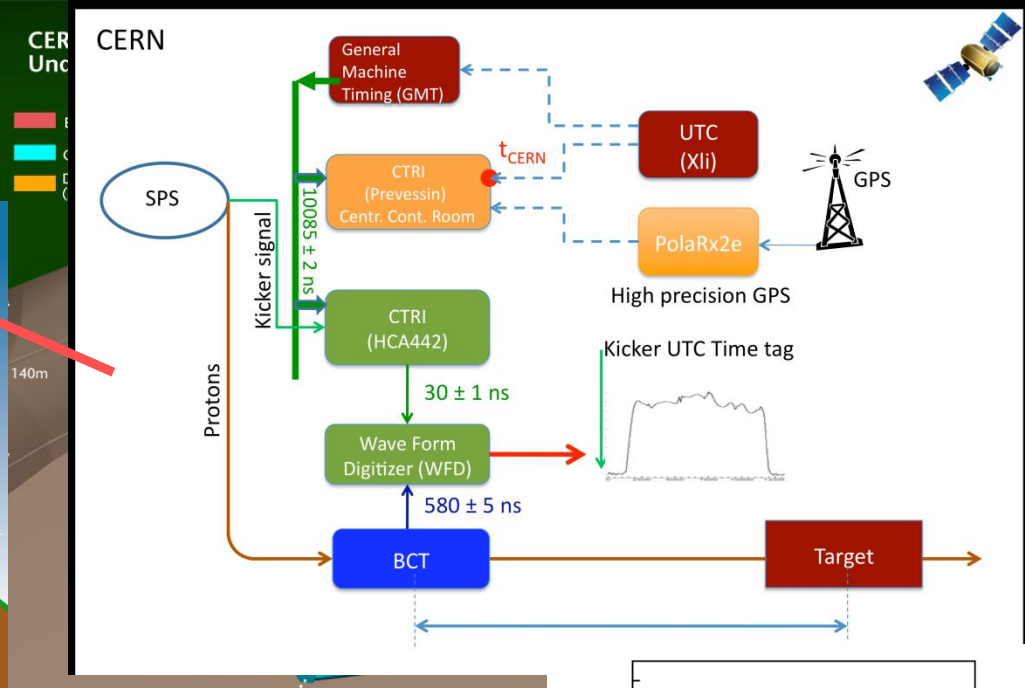 CER
Und
140m
CERN
General
Machine
Timing (GMT)
UTC
(Xli)
tCERN
CTRI
(Prevessin)
Centr. Cont. Room
GPS
SPS
PolaRx2e
High precision GPS
10085 ± 2 ns
Kicker signal
CTRI
(HCA442)
Kicker UTC Time tag
30 ± 1 ns
Protons
Wave Form
Digitizer (WFD)
580 ± 5 ns
BCT
Target